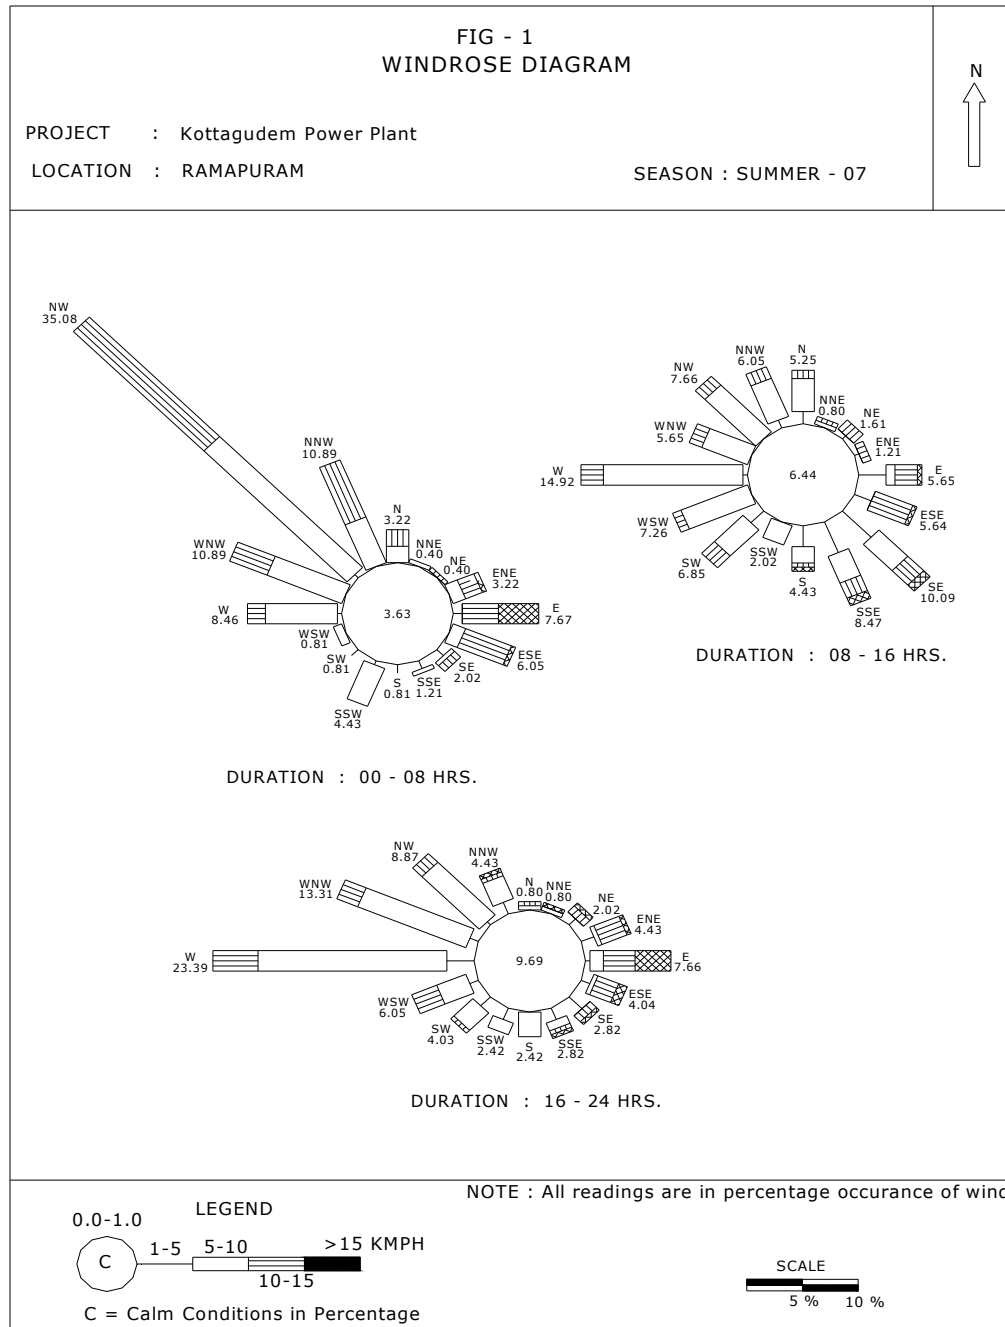 FIG - 1
WINDROSE DIAGRAM
N
PROJECT : Kottagudem Power Plant
LOCATION : RAMAPURAM
SEASON : SUMMER - 07
NW
35.08
NNW
10.89
N
3.22
NNE
0.40
NE
0.40
ENE
3.22
E
7.67
ESE
6.05
SE
2.02
SSE
1.21
S
0.81
SSW
4.43
SW
0.81
WSW
0.81
W
8.46
WNW
10.89
3.63
DURATION : 00 - 08 HRS.
N
5.25
NNE
0.80
NE
1.61
ENE
1.21
E
5.65
ESE
5.64
SE
10.09
SSE
8.47
S
4.43
SSW
2.02
SW
6.85
WSW
7.26
W
14.92
WNW
5.65
NW
7.66
NNW
6.05
6.44
DURATION : 08 - 16 HRS.
N
0.80
NNE
0.80
NE
2.02
ENE
4.43
E
7.66
ESE
4.04
SE
2.82
SSE
2.82
S
2.42
SSW
2.42
SW
4.03
WSW
6.05
W
23.39
WNW
13.31
NW
8.87
NNW
4.43
9.69
DURATION : 16 - 24 HRS.
NOTE : All readings are in percentage occurance of wind
LEGEND
0.0-1.0
C
1-5
5-10
10-15
>15 KMPH
C = Calm Conditions in Percentage
SCALE
5 % 10 %